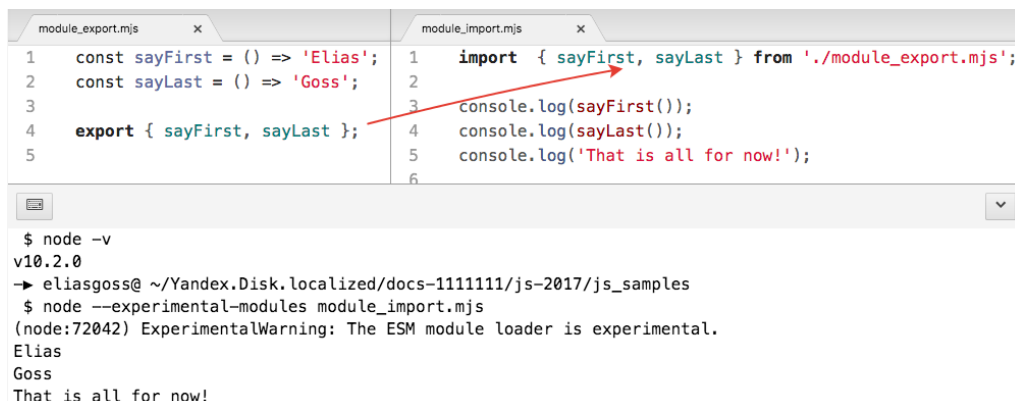 module_export.mjs ×
1 const sayFirst = () => 'Elias';
2 const sayLast = () => 'Goss';
3
4 export { sayFirst, sayLast };
5
module_import.mjs ×
1 import { sayFirst, sayLast } from './module_export.mjs';
2
3 console.log(sayFirst());
4 console.log(sayLast());
5 console.log('That is all for now!');
6
$ node -v
v10.2.0
eliasgoss@ ~/Yandex.Disk.localized/docs-1111111/js-2017/js_samples
$ node --experimental-modules module_import.mjs
(node:72042) ExperimentalWarning: The ESM module loader is experimental.
Elias
Goss
That is all for now!